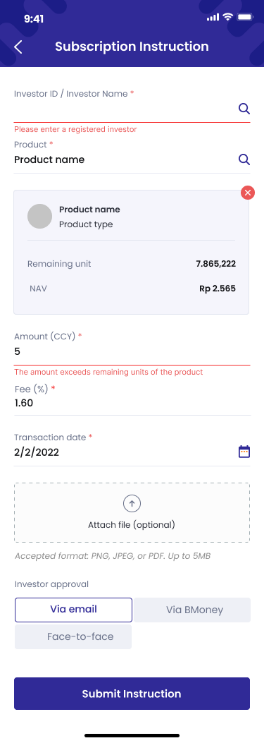 9:41
Subscription Instruction
Investor ID / Investor Name *
Please enter a registered investor
Product *
Product name
Product name
Product type
Remaining unit 7.865,222
NAV Rp 2.565
Amount (CCY) *
5
The amount exceeds remaining units of the product
Fee (%) *
1.60
Transaction date *
2/2/2022
Attach file (optional)
Accepted format: PNG, JPEG, or PDF. Up to 5MB
Investor approval
Via email Via BMoney
Face-to-face
Submit Instruction